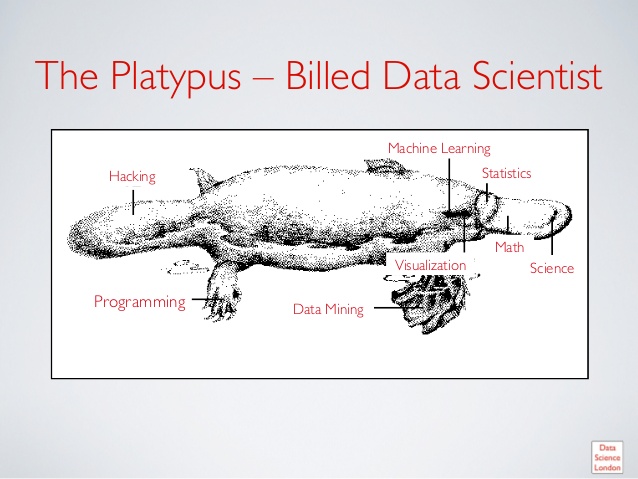 The Platypus – Billed Data Scientist
Machine Learning
Hacking
Statistics
Math
Visualization
Science
Programming
Data Mining
Data
Science
London